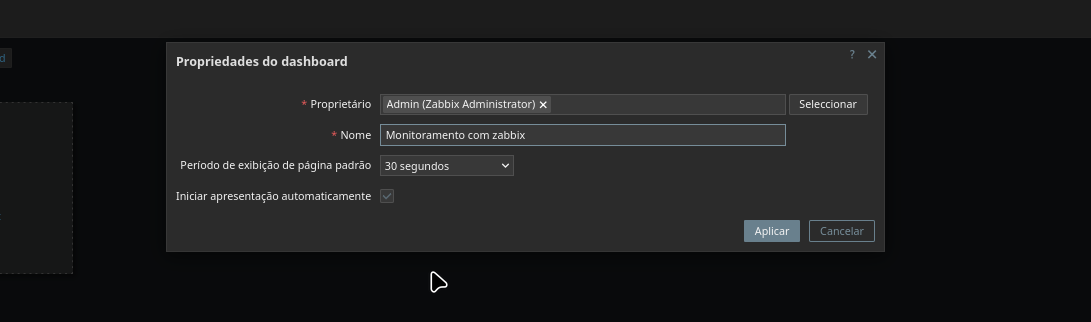 d
Propriedades do dashboard ?
* Proprietário Admin (Zabbix Administrator) Seleccionar
* Nome Monitoramento com zabbix
Período de exibição de página padrão 30 segundos
Iniciar apresentação automaticamente
Aplicar Cancelar